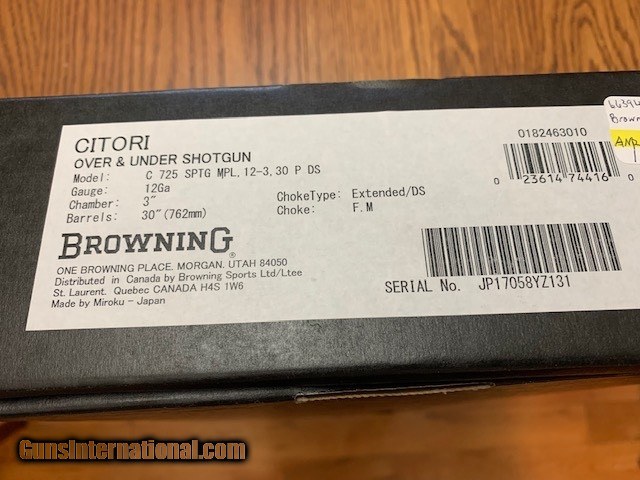 CITORI
OVER & UNDER SHOTGUN
Model: C 725 SPTG MPL,12-3,30 P DS
Gauge: 12Ga
Chamber: 3"
Barrels: 30"(762mm)
ChokeType: Extended/DS
Choke: F.M
BROWNING®
ONE BROWNING PLACE. MORGAN. UTAH 84050
Distributed in Canada by Browning Sports Ltd/Ltee
St. Laurent. Quebec CANADA H4S 1W6
Made by Miroku - Japan
0182463010
0 23614 74416 0
SERIAL No. JP17058YZ131
66394
Brown
GunsInternational.com